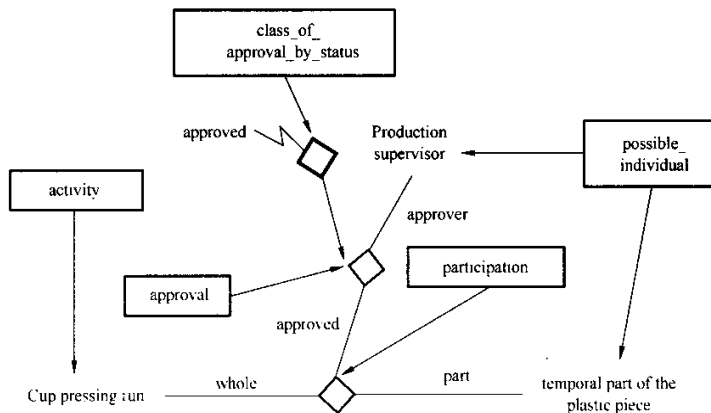 class_of_
approval_by_status
approved
Production
supervisor
possible_
individual
activity
approver
approval
participation
approved
Cup pressing run
whole
part
temporal part of the
plastic piece